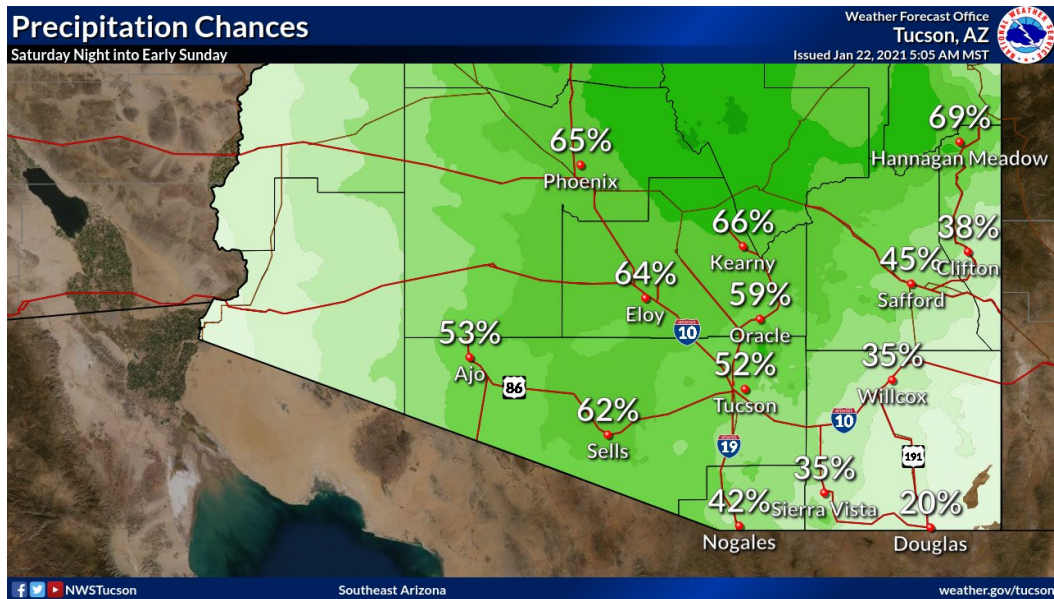 Precipitation Chances
Saturday Night into Early Sunday
Weather Forecast Office
Tucson, AZ
Issued Jan 22, 2021 5:05 AM MST
NATIONAL WEATHER SERVICE
69%
Hannagan Meadow
65%
Phoenix
66%
Kearny
38%
Clifton
45%
Safford
64%
Eloy
59%
Oracle
10
53%
Ajo
86
52%
Tucson
35%
Willcox
62%
Sells
10
19
191
35%
Sierra Vista
42%
Nogales
20%
Douglas
NWSTucson
Southeast Arizona
weather.gov/tucson